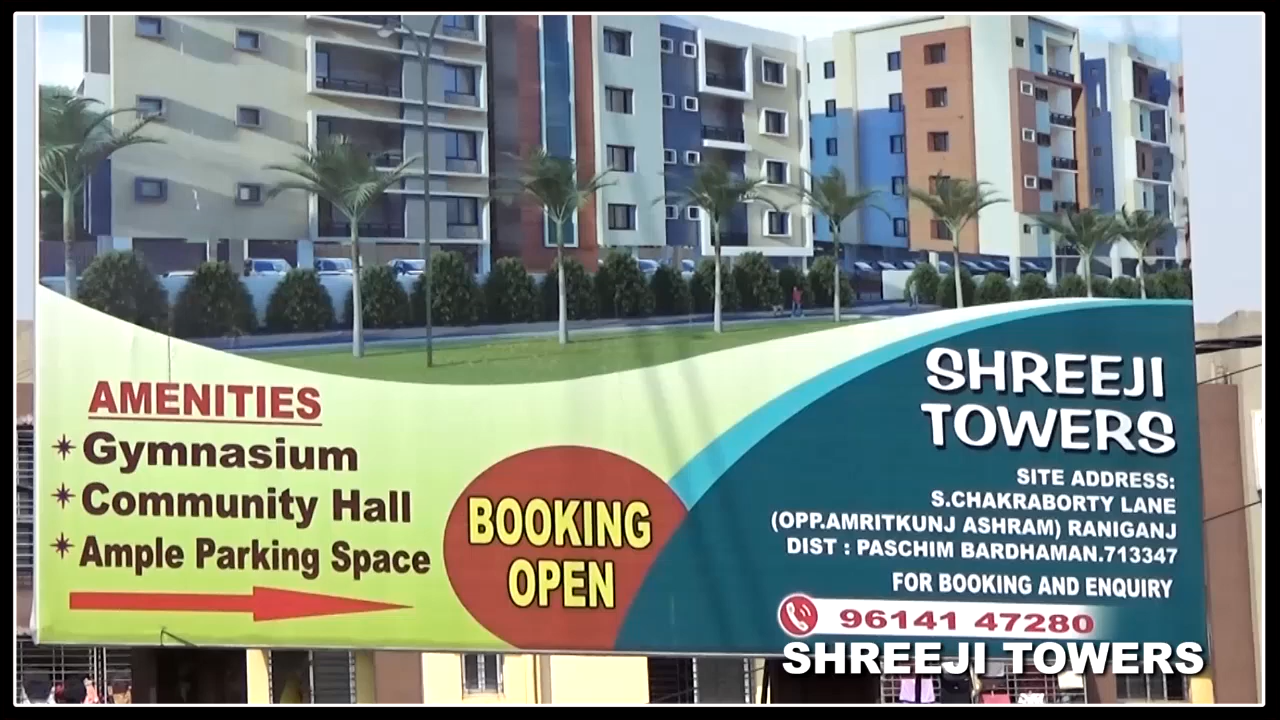 AMENITIES
Gymnasium
Community Hall
Ample Parking Space
BOOKING
OPEN
SHREEJI
TOWERS
SITE ADDRESS:
S.CHAKRABORTY LANE
(OPP.AMRITKUNJ ASHRAM) RANIGANJ
DIST : PASCHIM BARDHAMAN.713347
FOR BOOKING AND ENQUIRY
96141 47280
SHREEJI TOWERS